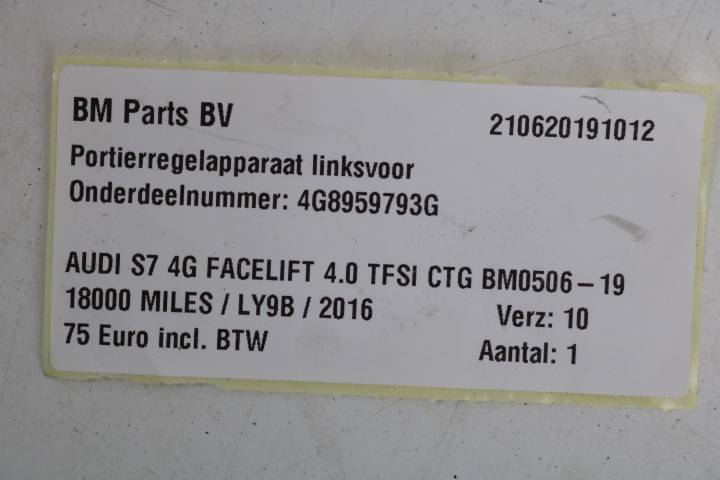 BM Parts BV 210620191012
Portierregelapparaat linksvoor
Onderdeelnummer: 4G8959793G
AUDI S7 4G FACELIFT 4.0 TFSI CTG BM0506-19
18000 MILES / LY9B / 2016 Verz: 10
75 Euro incl. BTW Aantal: 1